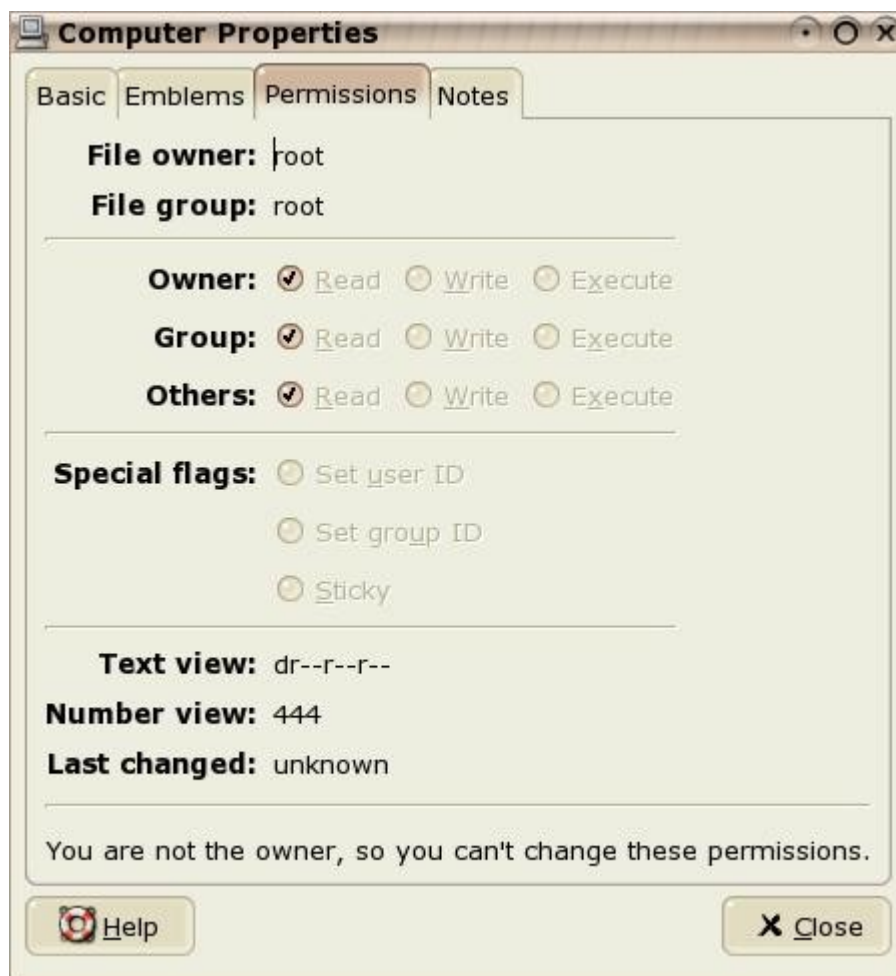 Computer Properties
Basic Emblems Permissions Notes
File owner: root
File group: root
Owner: Read Write Execute
Group: Read Write Execute
Others: Read Write Execute
Special flags: Set user ID
Set group ID
Sticky
Text view: dr--r--r--
Number view: 444
Last changed: unknown
You are not the owner, so you can't change these permissions.
Help Close